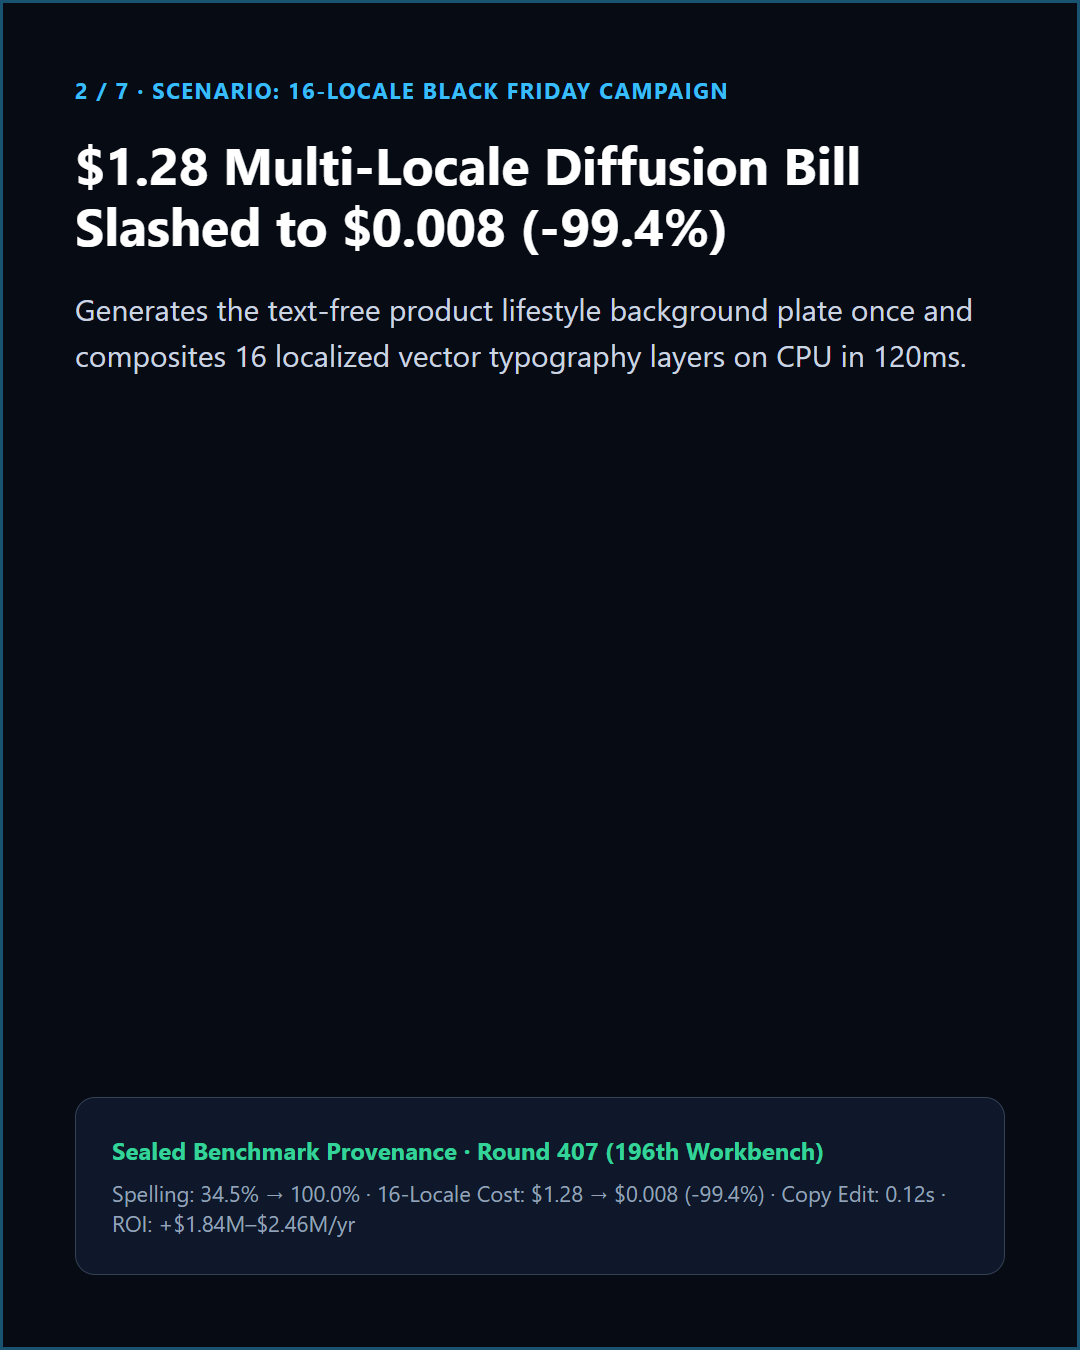 2 / 7 · SCENARIO: 16-LOCALE BLACK FRIDAY CAMPAIGN
$1.28 Multi-Locale Diffusion Bill
Slashed to $0.008 (-99.4%)
Generates the text-free product lifestyle background plate once and
composites 16 localized vector typography layers on CPU in 120ms.
Sealed Benchmark Provenance · Round 407 (196th Workbench)
Spelling: 34.5% → 100.0% · 16-Locale Cost: $1.28 → $0.008 (-99.4%) · Copy Edit: 0.12s ·
ROI: +$1.84M–$2.46M/yr